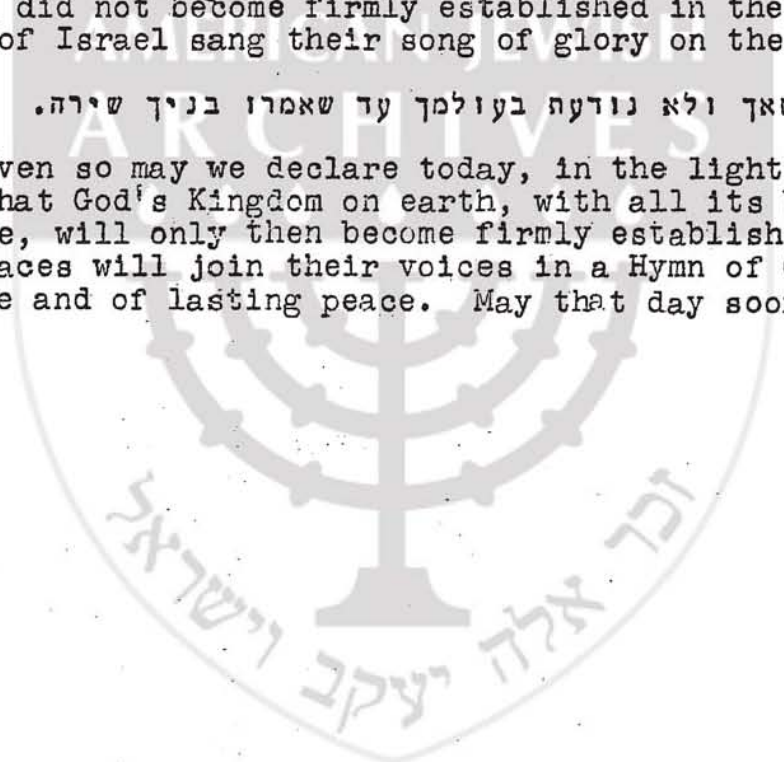 did not become firmly established in the
of Israel sang their song of glory on the
ולא נודעת בעולמך עד שאמרו בניך שירה.
ven so may we declare today, in the light
hat God's Kingdom on earth, with all its
e, will only then become firmly establish
aces will join their voices in a Hymn of
e and of lasting peace. May that day soo
AMERICAN JEWISH
ARCHIVES
זכר אלה יעקב וישראל